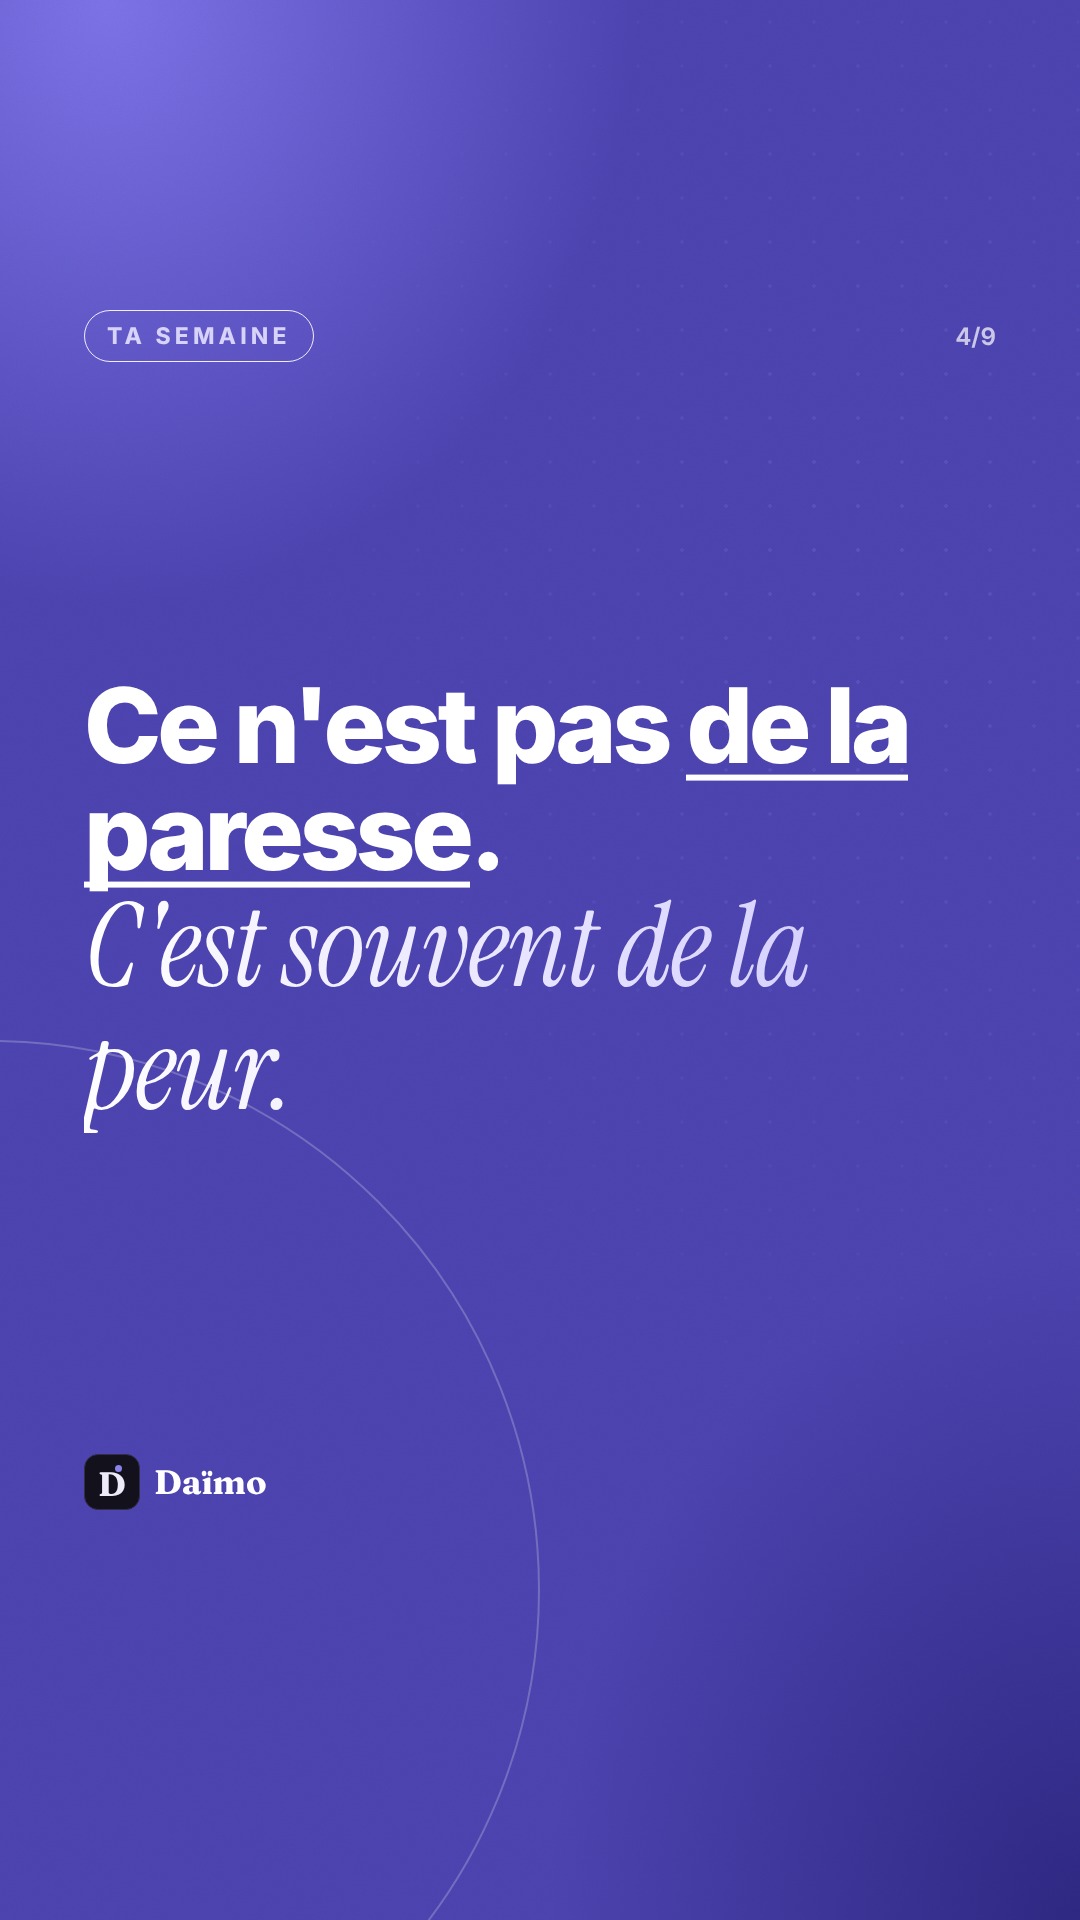 TA SEMAINE
4/9
Ce n'est pas de la
paresse.
C'est souvent de la
peur.
D Daïmo